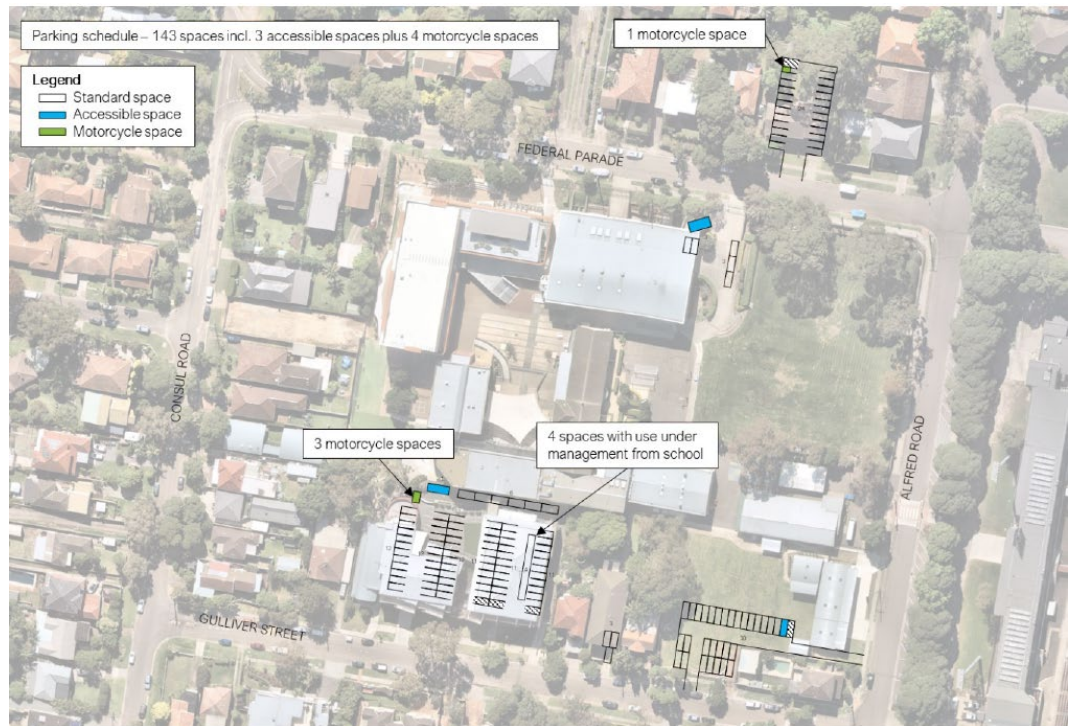 Parking schedule – 143 spaces incl. 3 accessible spaces plus 4 motorcycle spaces
1 motorcycle space
Legend
Standard space
Accessible space
Motorcycle space
FEDERAL PARADE
CONSUL ROAD
ALFRED ROAD
3 motorcycle spaces
4 spaces with use under
management from school
GULLIVER STREET